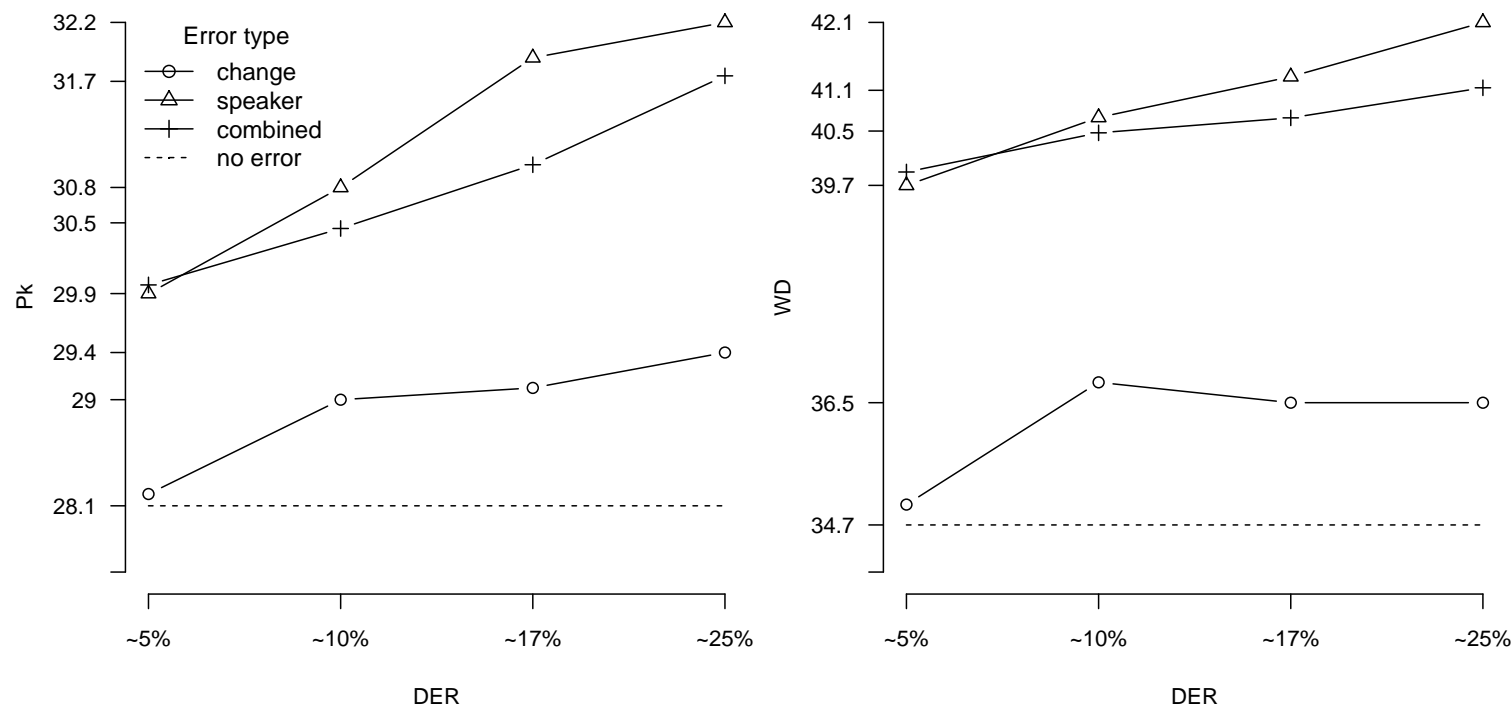 Error type
change
speaker
combined
no error
Pk
32.2
31.7
30.8
30.5
29.9
29.4
29
28.1
~5%
~10%
~17%
~25%
DER
WD
42.1
41.1
40.5
39.7
36.5
34.7
~5%
~10%
~17%
~25%
DER